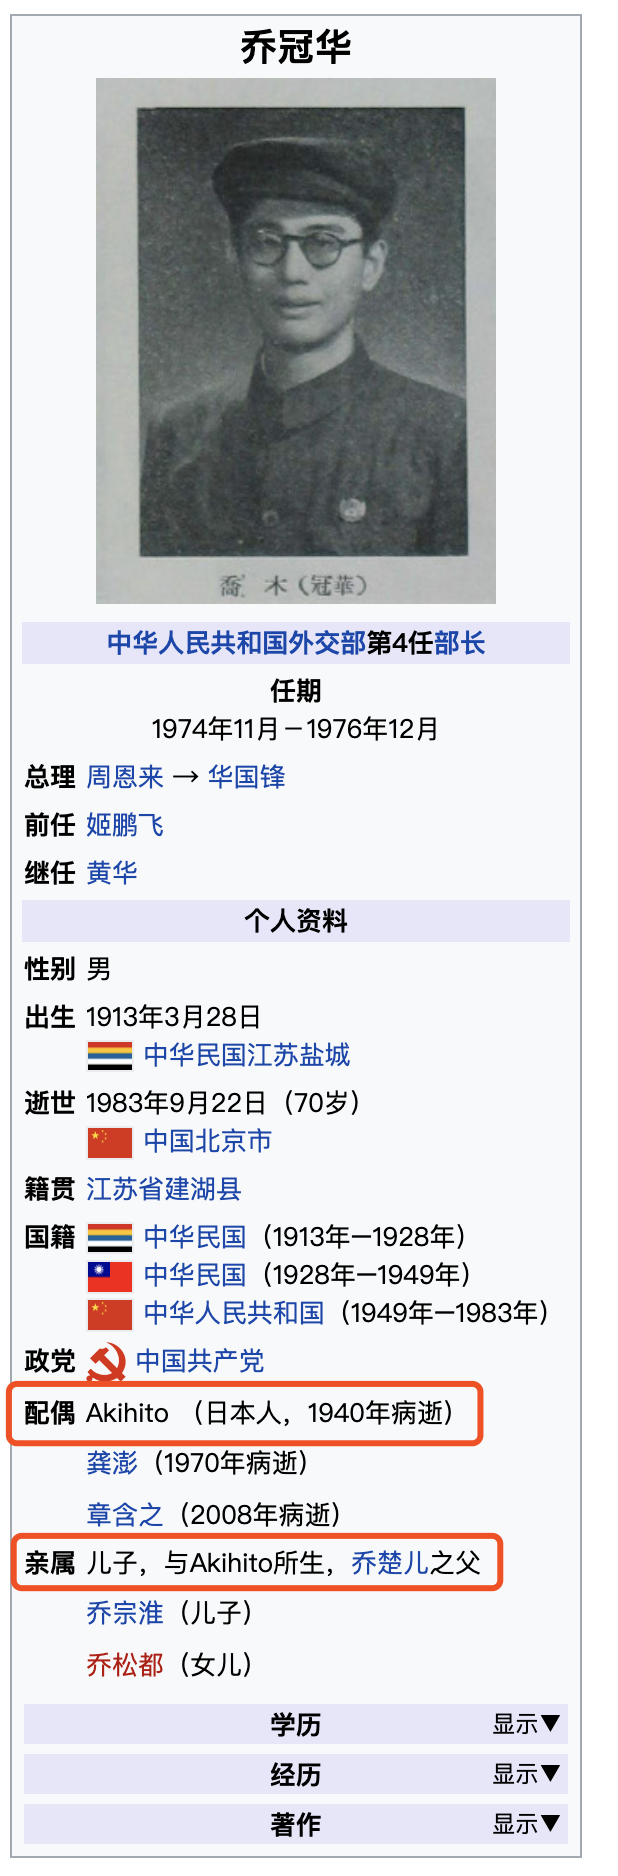 乔冠华
喬 木（冠華）
中华人民共和国外交部第4任部长
任期
1974年11月－1976年12月
总理 周恩来 → 华国锋
前任 姬鹏飞
继任 黄华
个人资料
性别 男
出生 1913年3月28日
中华民国江苏盐城
逝世 1983年9月22日（70岁）
中国北京市
籍贯 江苏省建湖县
国籍 中华民国（1913年—1928年）
中华民国（1928年—1949年）
中华人民共和国（1949年—1983年）
政党 中国共产党
配偶 Akihito （日本人，1940年病逝）
龚澎（1970年病逝）
章含之（2008年病逝）
亲属 儿子，与Akihito所生，乔楚儿之父
乔宗淮（儿子）
乔松都（女儿）
学历 显示▼
经历 显示▼
著作 显示▼